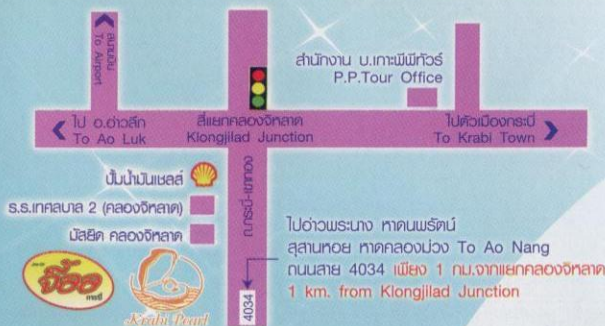 สนามบิน
To Airport
สำนักงาน บ.เกาะพีพีทัวร์
P.P.Tour Office
ไป อ.อ่าวลึก
To Ao Luk
สี่แยกคลองจิหลาด
Klongjilad Junction
ไปตัวเมืองกระบี่
To Krabi Town
ปั๊มน้ำมันเชลล์
ร.ร.เทศบาล 2 (คลองจิหลาด)
มัสยิด คลองจิหลาด
ถ.กระบี่-เขาทอง
4034
ไปอ่าวพระนาง หาดนพรัตน์
สุสานหอย หาดคลองม่วง To Ao Nang
ถนนสาย 4034 เพียง 1 กม.จากแยกคลองจิหลาด
1 km. from Klongjilad Junction
จี้ออ
Krabi Pearl